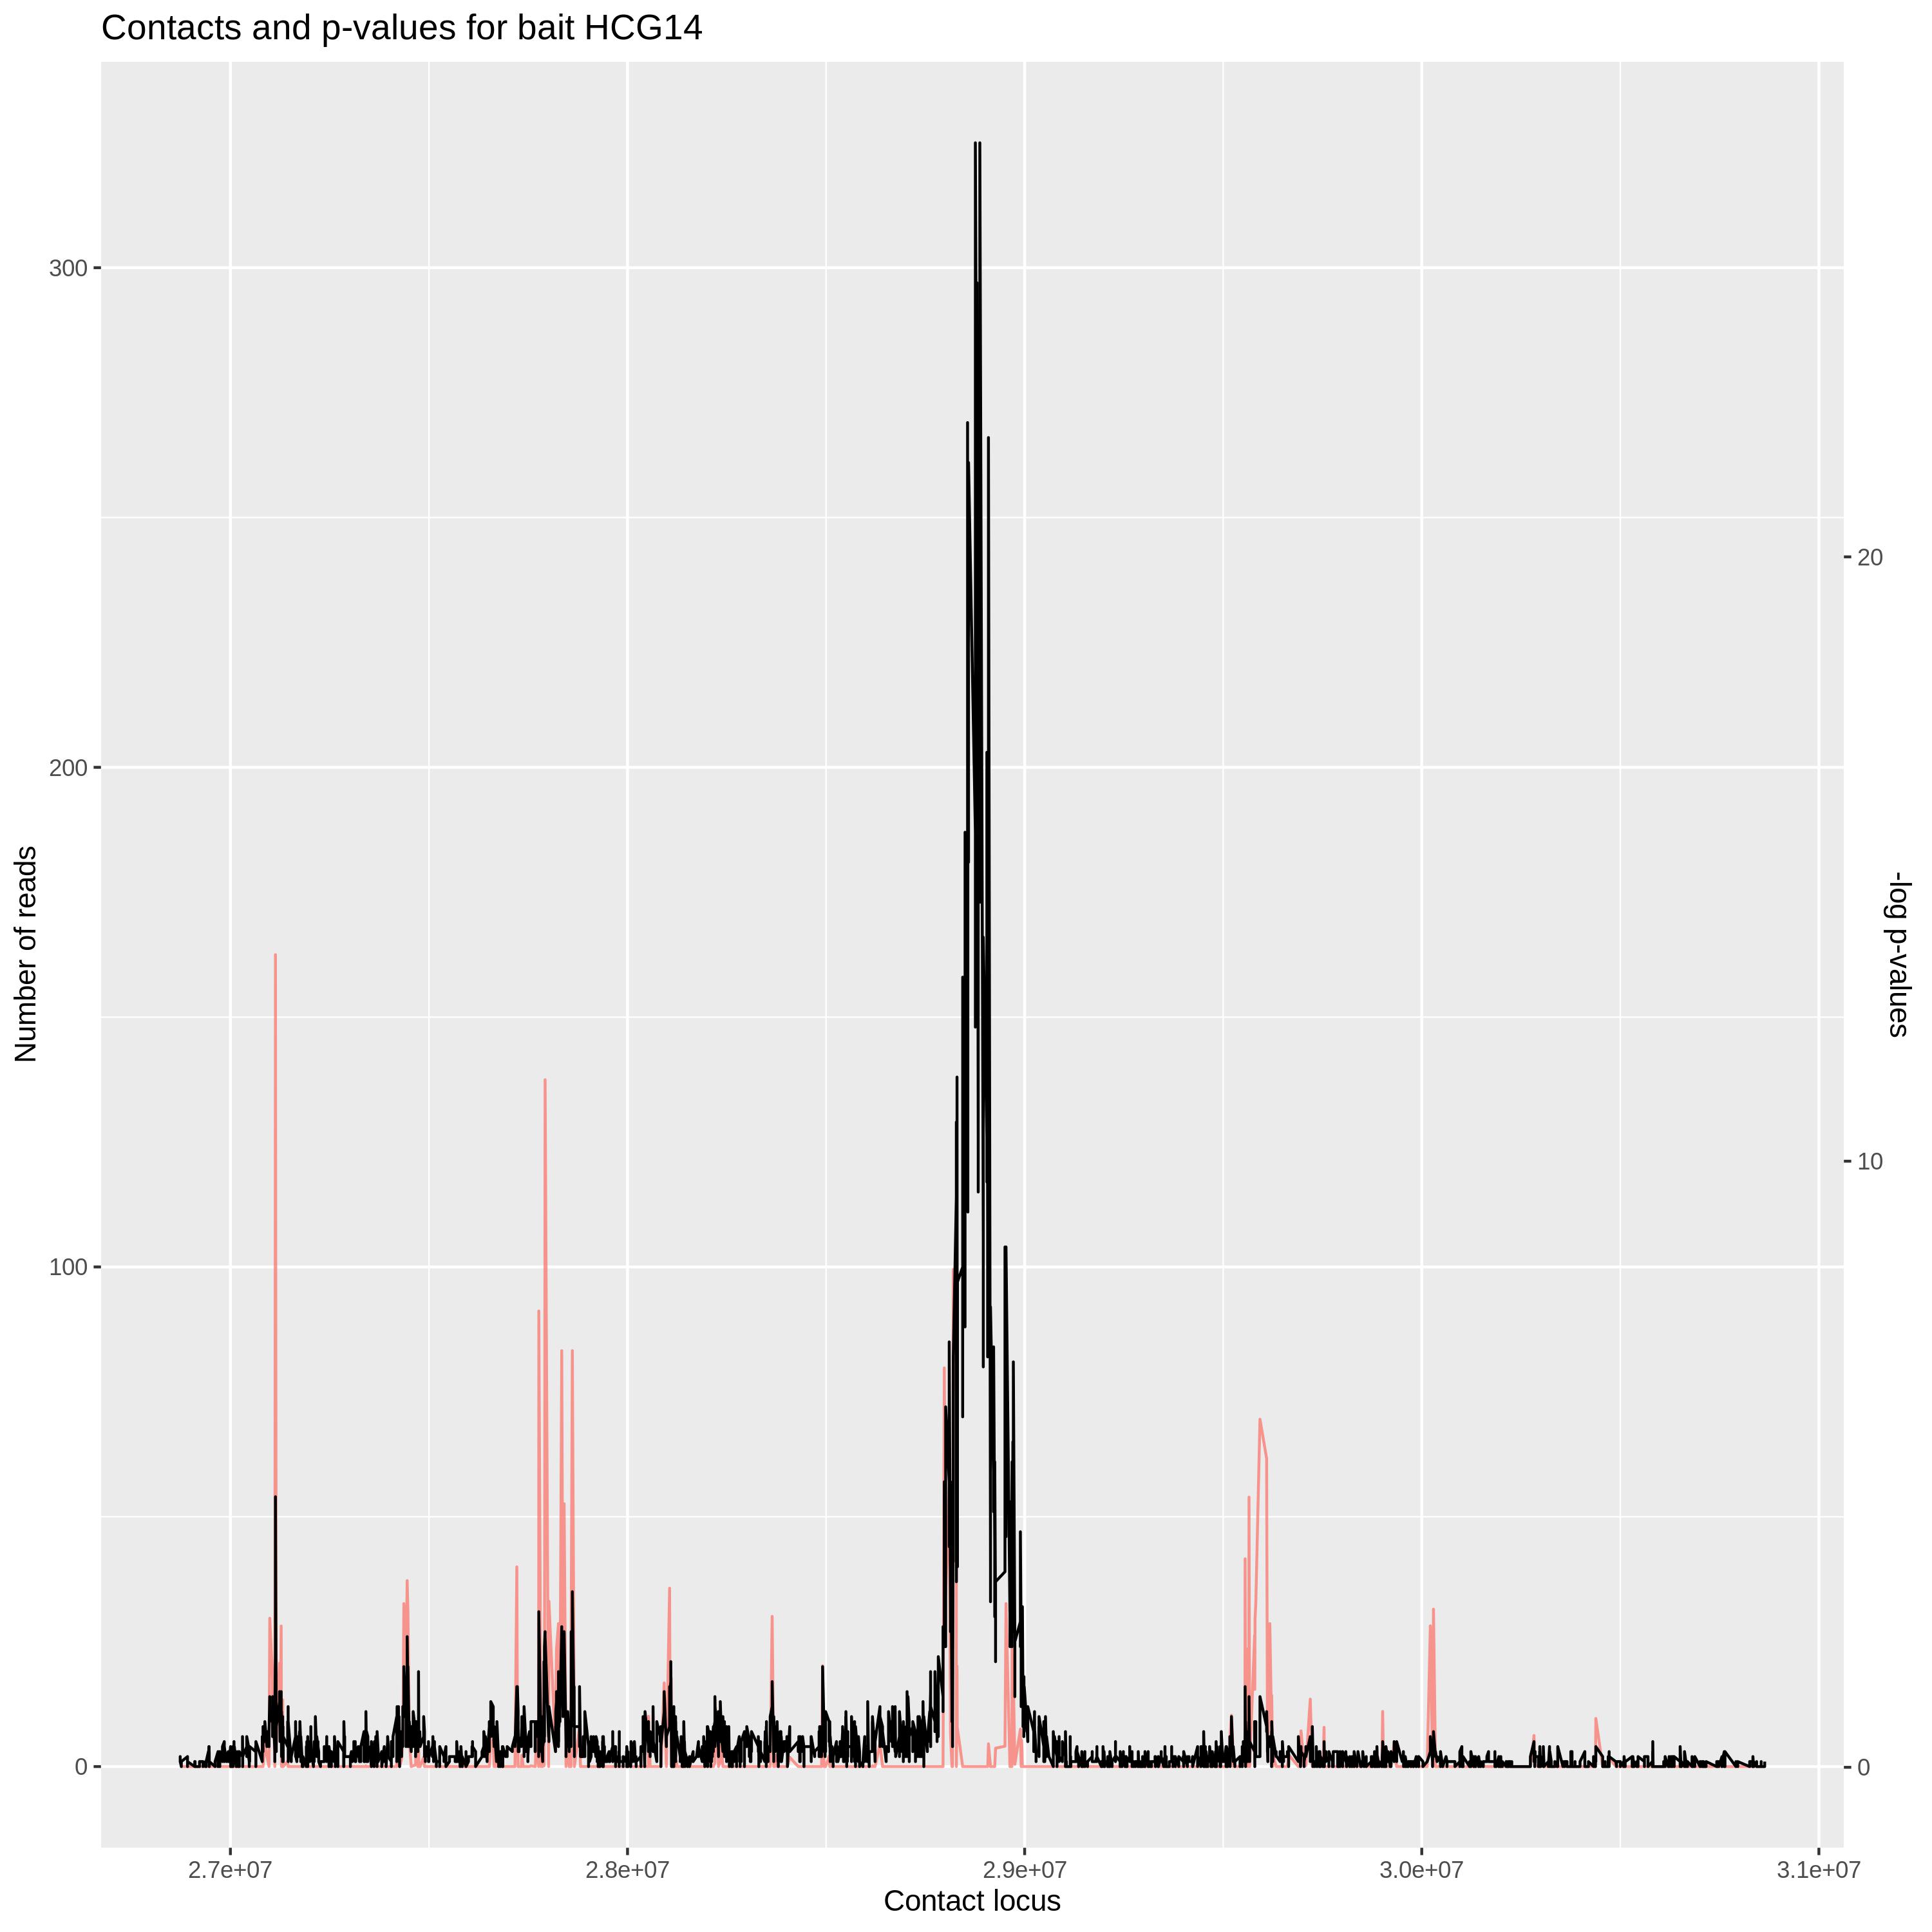 Contacts and p-values for bait HCG14
300
200
100
0
Number of reads
20
10
0
-log p-values
2.7e+07
2.8e+07
2.9e+07
3.0e+07
3.1e+07
Contact locus